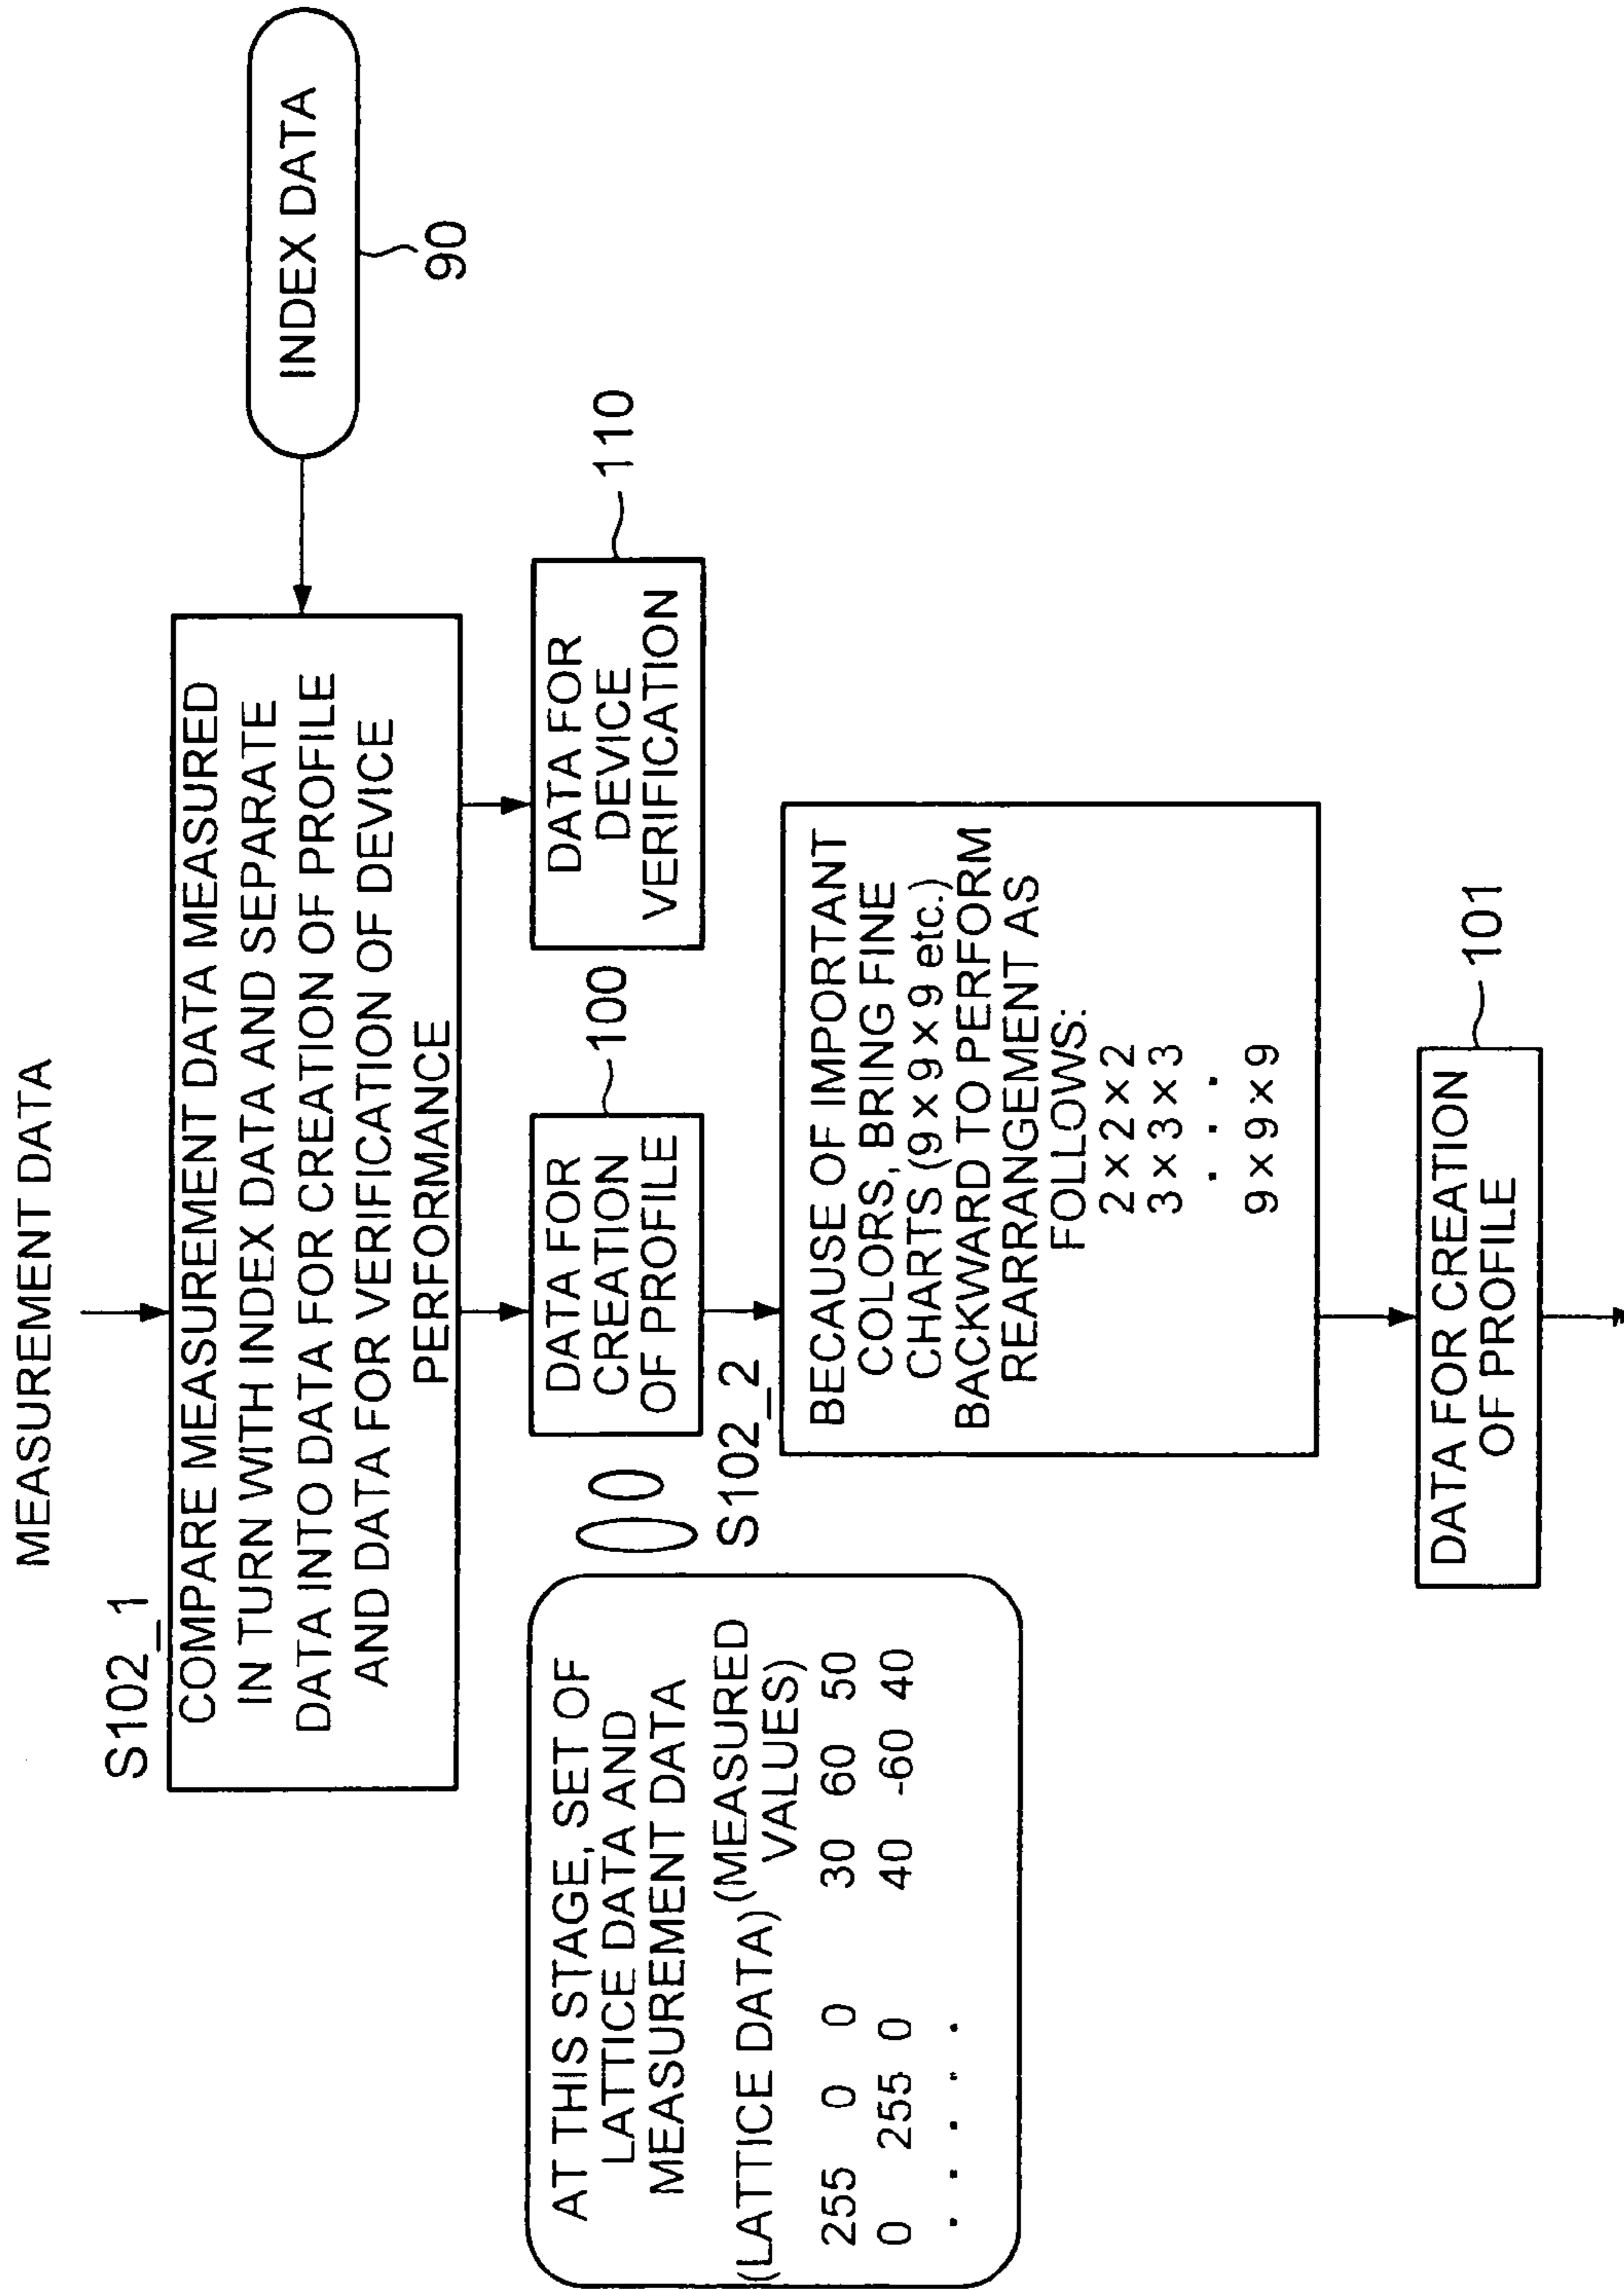 MEASUREMENT DATA
S102_1
COMPARE MEASUREMENT DATA MEASURED
IN TURN WITH INDEX DATA AND SEPARATE
DATA INTO DATA FOR CREATION OF PROFILE
AND DATA FOR VERIFICATION OF DEVICE
PERFORMANCE
INDEX DATA
90
DATA FOR
CREATION
OF PROFILE
100
DATA FOR
DEVICE
VERIFICATION
110
AT THIS STAGE, SET OF
LATTICE DATA AND
MEASUREMENT DATA
(LATTICE DATA) (MEASURED
VALUES)
255 0 0 30 60 50
0 255 0 40 -60 40
. . . . .
S102_2
BECAUSE OF IMPORTANT
COLORS, BRING FINE
CHARTS (9×9×9 etc.)
BACKWARD TO PERFORM
REARRANGEMENT AS
FOLLOWS:
2×2×2
3×3×3
. . .
9×9×9
DATA FOR CREATION
OF PROFILE
101